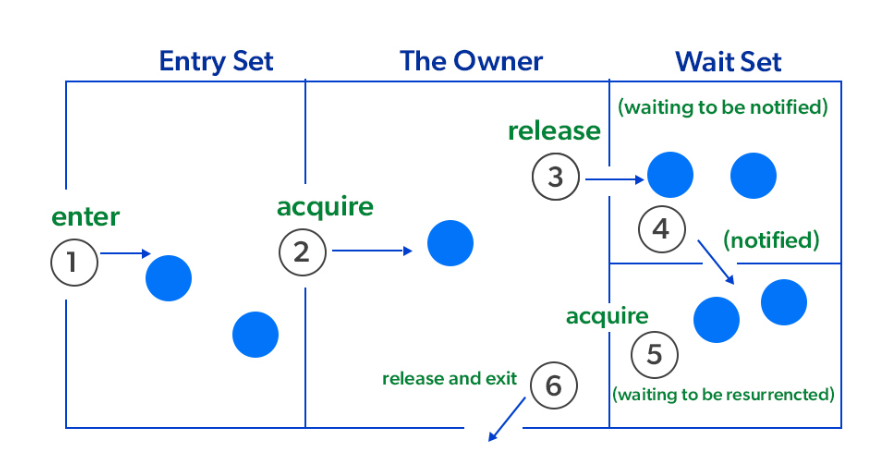 Entry Set
The Owner
Wait Set
(waiting to be notified)
release
3
enter
1
acquire
2
4
(notified)
acquire
5
release and exit
6
(waiting to be resurrencted)